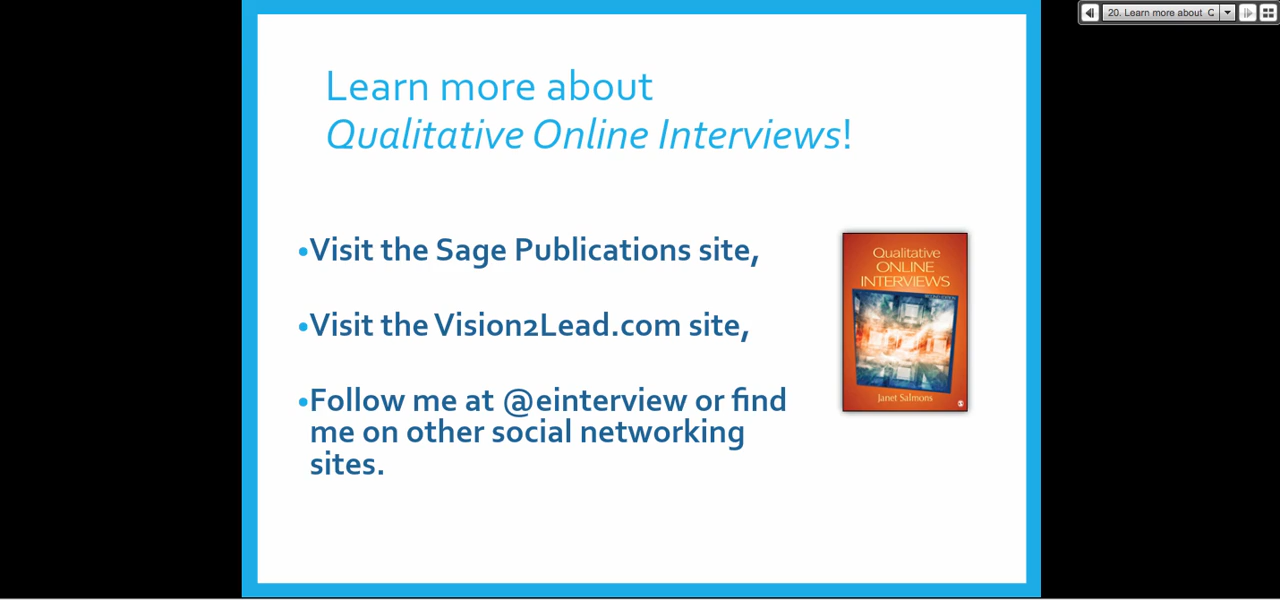 20. Learn more about C
Learn more about
Qualitative Online Interviews!
•Visit the Sage Publications site,
•Visit the Vision2Lead.com site,
•Follow me at @einterview or find
me on other social networking
sites.
Qualitative
ONLINE
INTERVIEWS
Janet Salmons